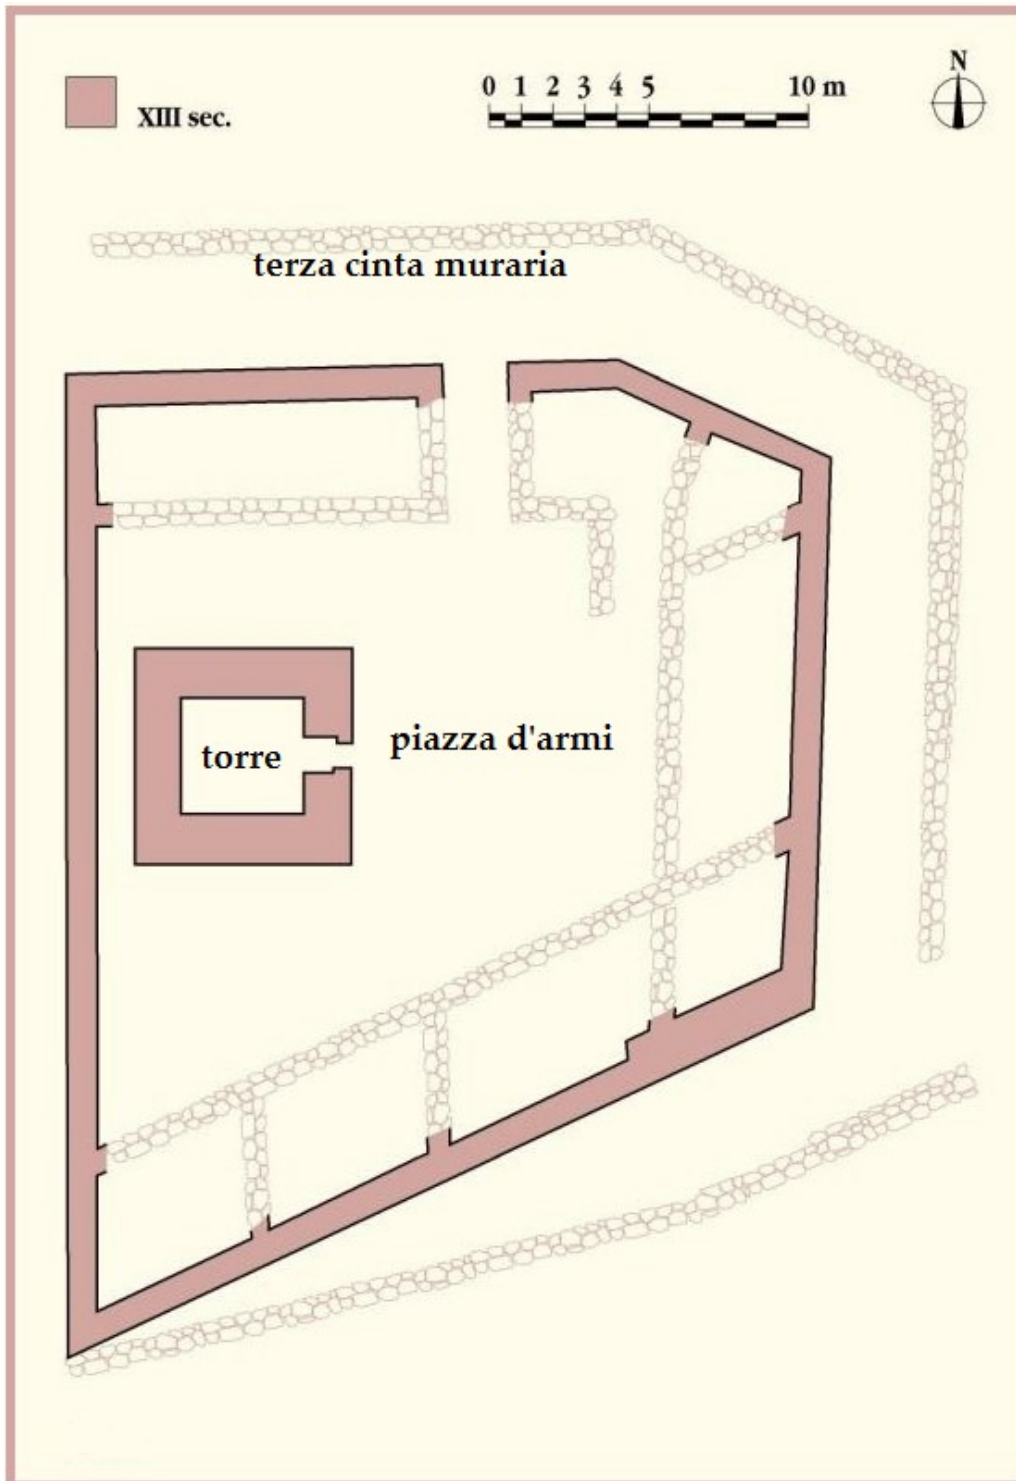 XIII sec.
0 1 2 3 4 5 10 m
N
terza cinta muraria
piazza d'armi
torre